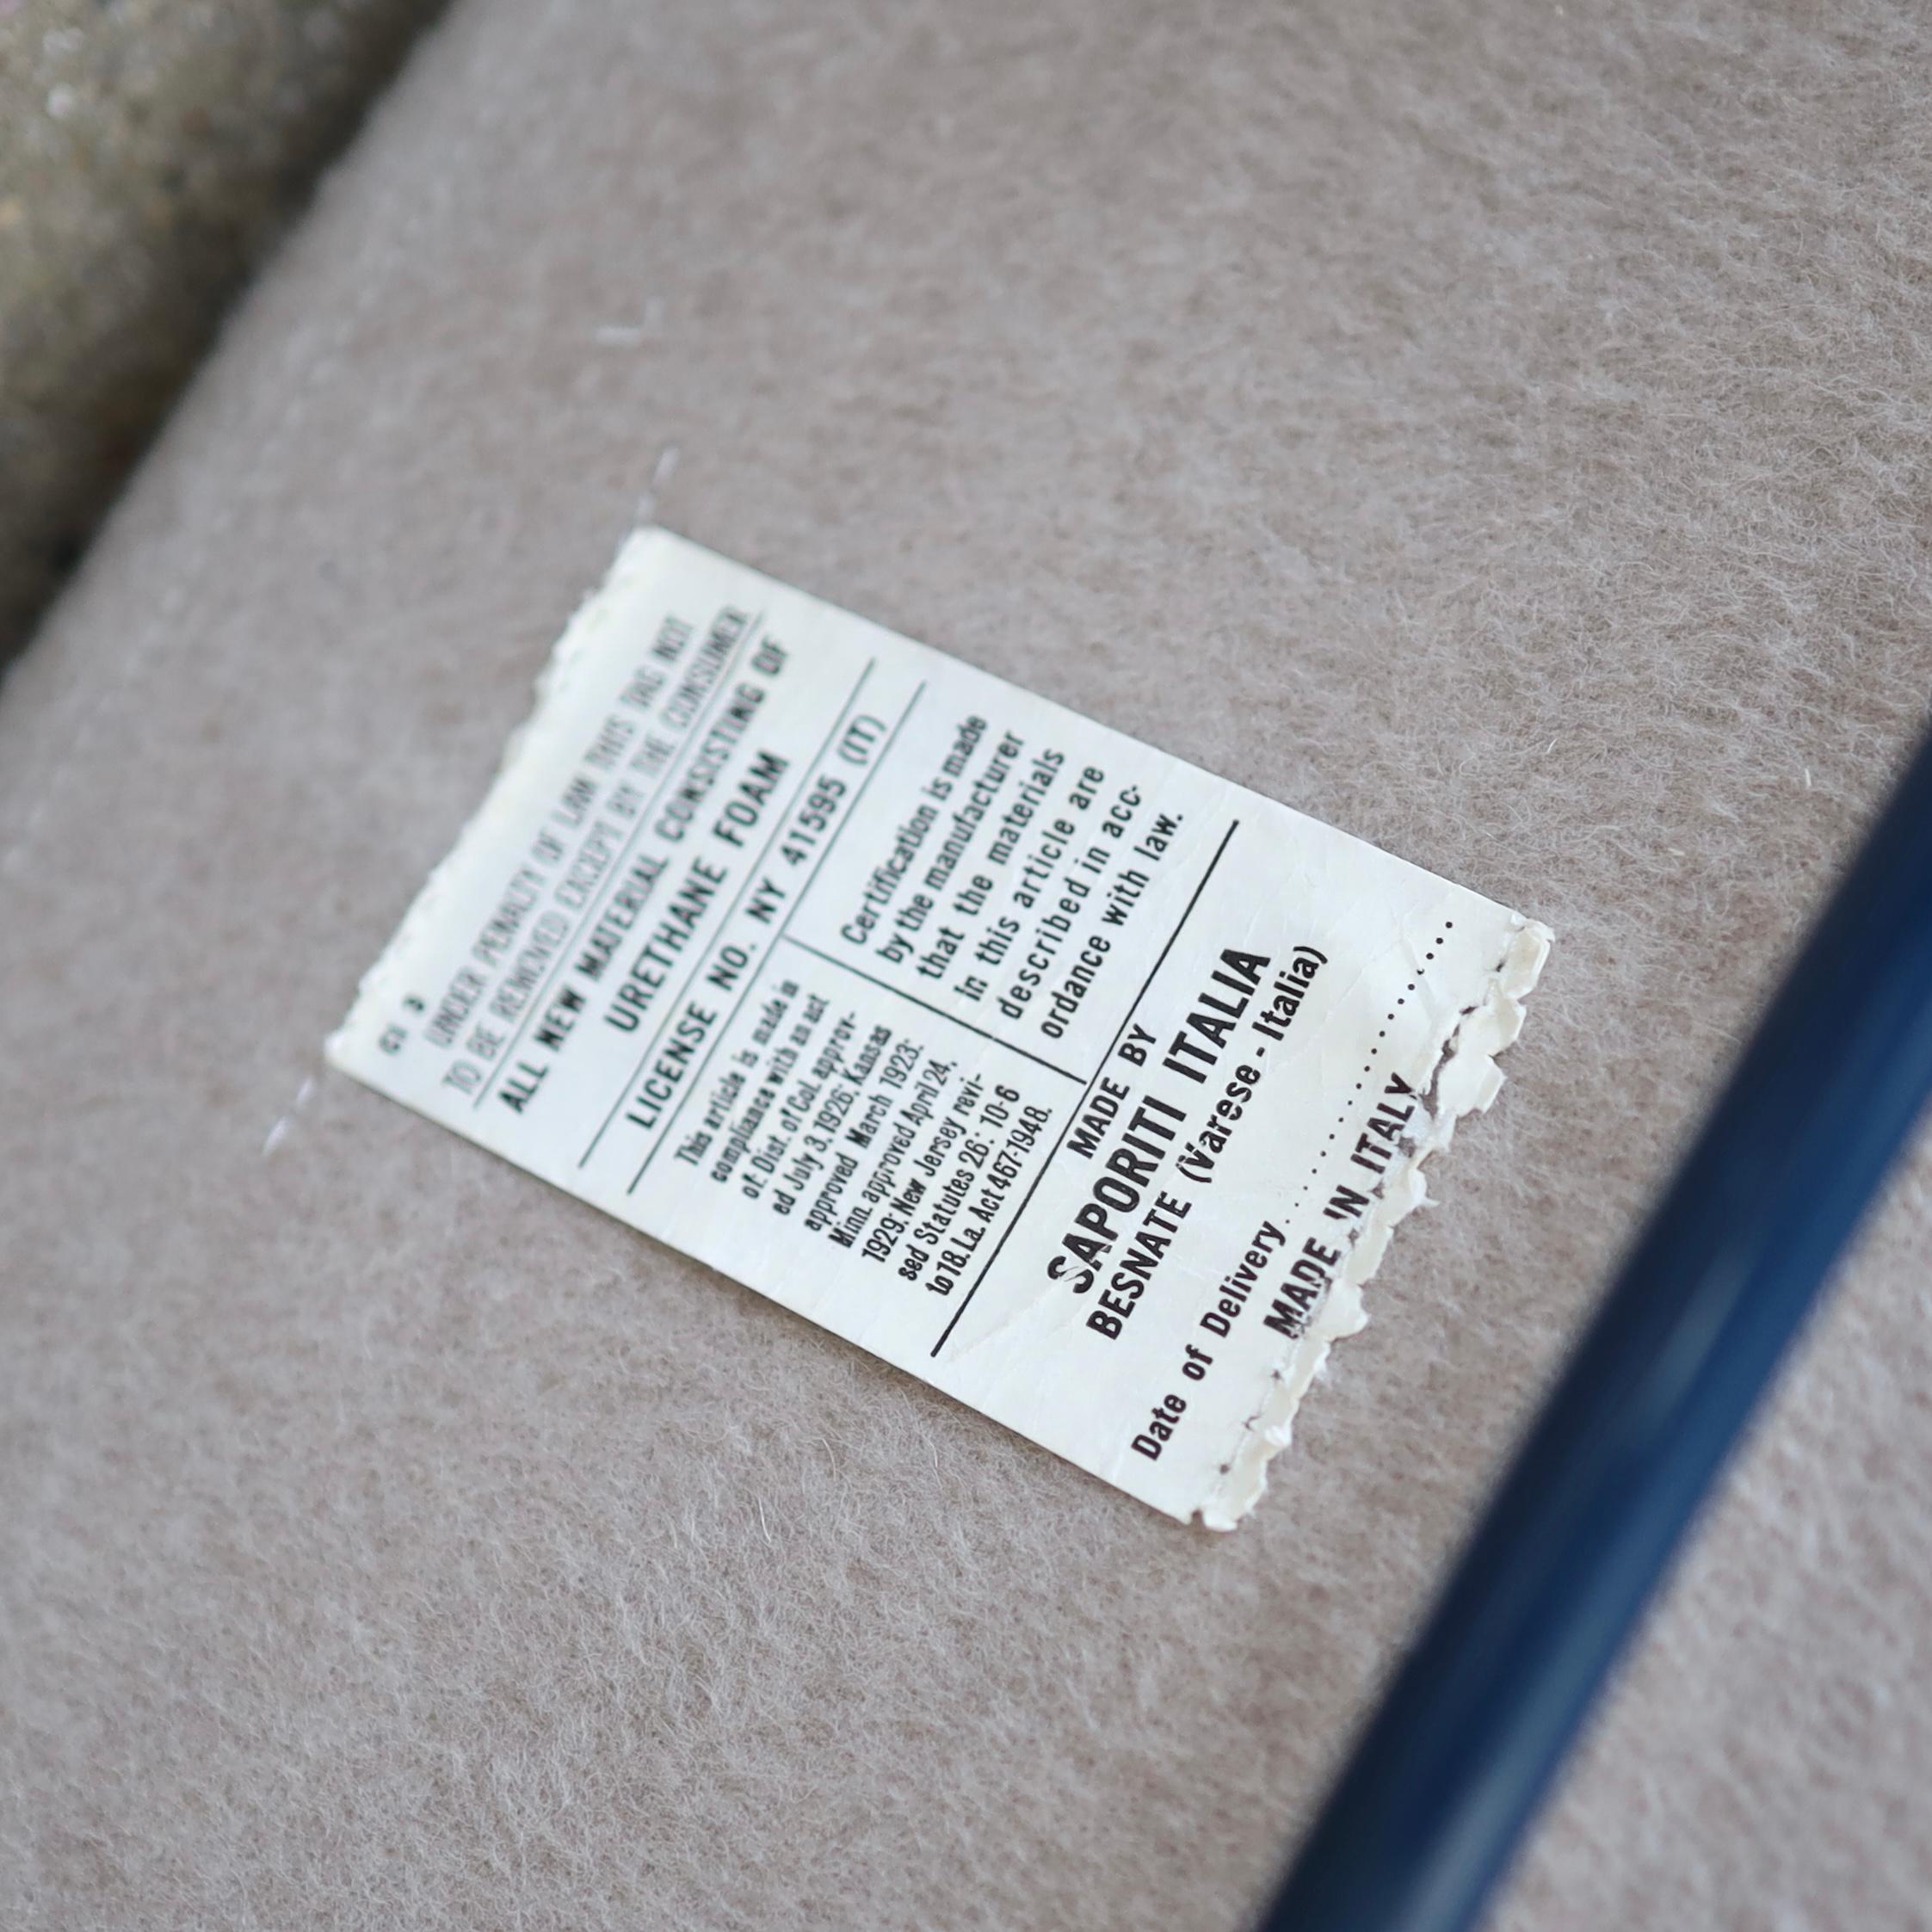 UNDER PENALTY OF LAW THIS TAG NOT
TO BE REMOVED EXCEPT BY THE CONSUMER
ALL NEW MATERIAL CONSISTING OF
URETHANE FOAM
LICENSE NO. NY 41595 (IT)
This article is made in
compliance with an act
of. Dist. of Col. approv-
ed July 3.1926; Kansas
approved March 1923:
Minn. approved April 24,
1929; New Jersey revi-
sed Statutes 26: 10-6
to 18. La. Act 467-1948.
Certification is made
by the manufacturer
that the materials
in this article are
described in acc-
ordance with law.
MADE BY
SAPORITI ITALIA
BESNATE (Varese - Italia)
Date of Delivery
MADE IN ITALY